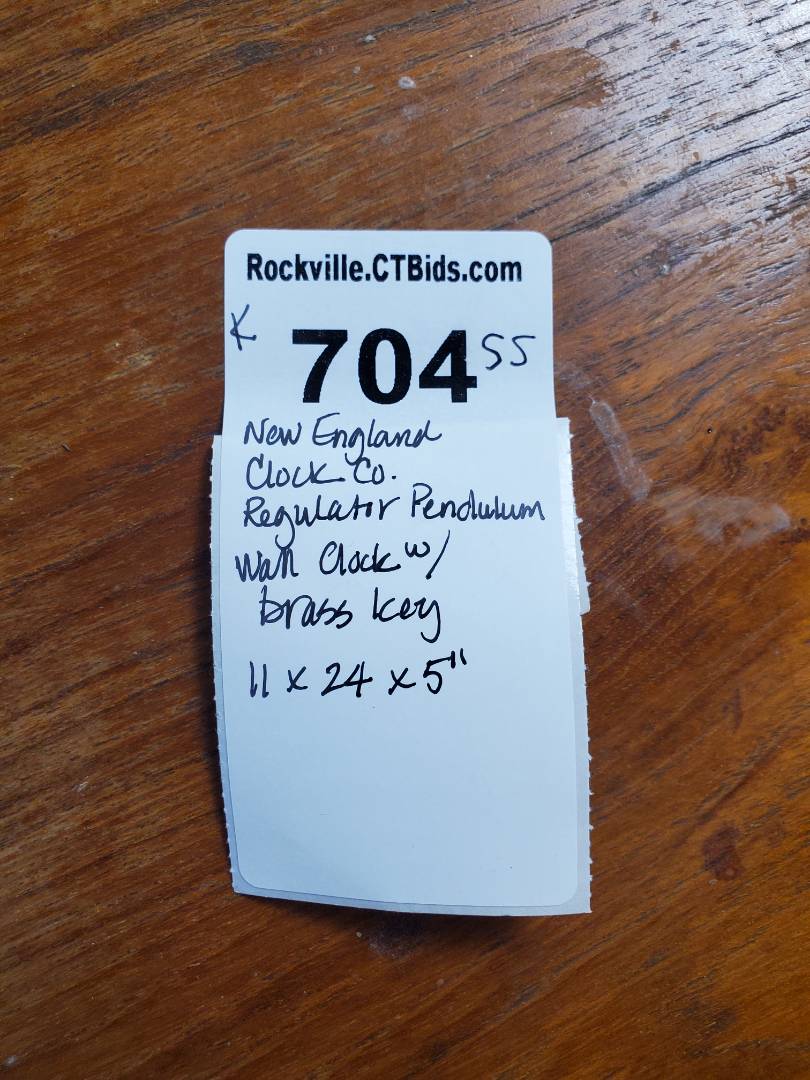 Rockville.CTBids.com
K 704 SS
New England
Clock Co.
Regulator Pendulum
Wall Clock w/
brass key
11 x 24 x 5"